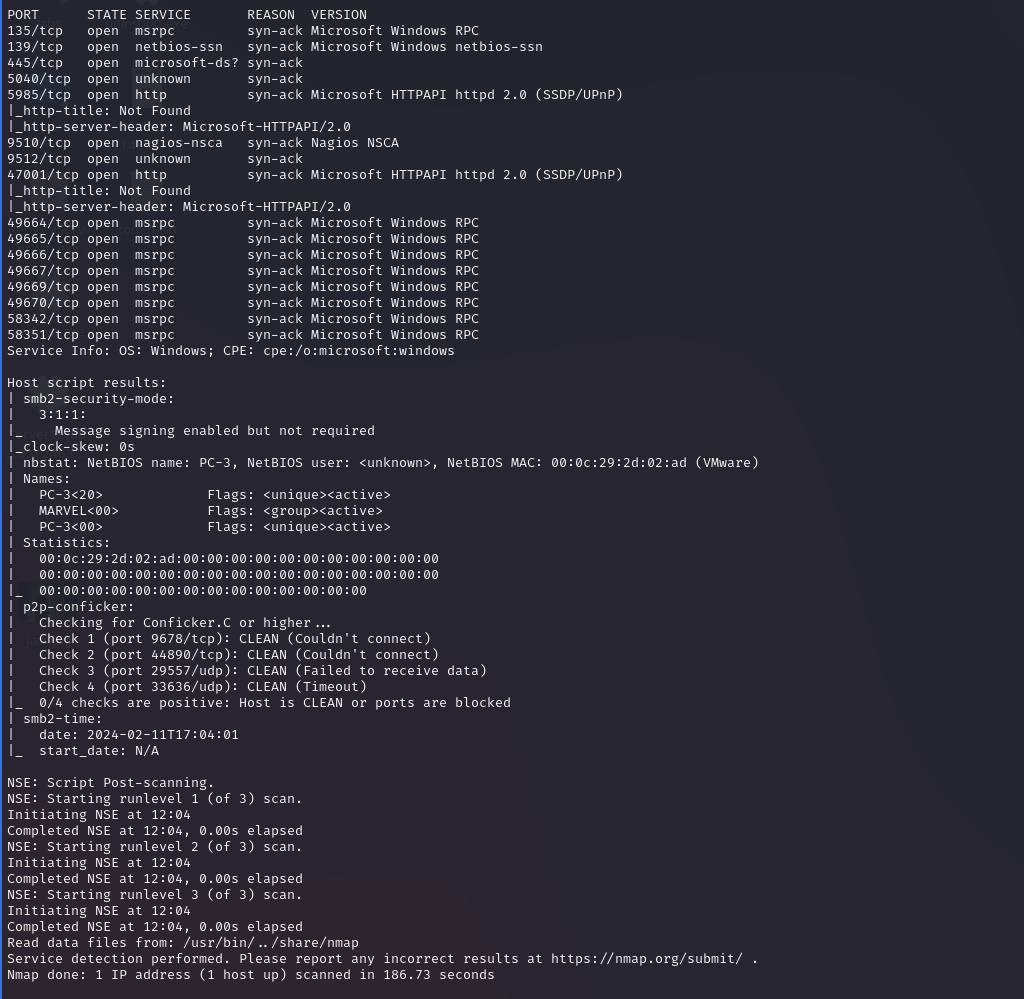 PORT      STATE SERVICE       REASON  VERSION
135/tcp   open  msrpc         syn-ack Microsoft Windows RPC
139/tcp   open  netbios-ssn   syn-ack Microsoft Windows netbios-ssn
445/tcp   open  microsoft-ds? syn-ack
5040/tcp  open  unknown       syn-ack
5985/tcp  open  http          syn-ack Microsoft HTTPAPI httpd 2.0 (SSDP/UPnP)
|_http-title: Not Found
|_http-server-header: Microsoft-HTTPAPI/2.0
9510/tcp  open  nagios-nsca   syn-ack Nagios NSCA
9512/tcp  open  unknown       syn-ack
47001/tcp open  http          syn-ack Microsoft HTTPAPI httpd 2.0 (SSDP/UPnP)
|_http-title: Not Found
|_http-server-header: Microsoft-HTTPAPI/2.0
49664/tcp open  msrpc         syn-ack Microsoft Windows RPC
49665/tcp open  msrpc         syn-ack Microsoft Windows RPC
49666/tcp open  msrpc         syn-ack Microsoft Windows RPC
49667/tcp open  msrpc         syn-ack Microsoft Windows RPC
49669/tcp open  msrpc         syn-ack Microsoft Windows RPC
49670/tcp open  msrpc         syn-ack Microsoft Windows RPC
58342/tcp open  msrpc         syn-ack Microsoft Windows RPC
58351/tcp open  msrpc         syn-ack Microsoft Windows RPC
Service Info: OS: Windows; CPE: cpe:/o:microsoft:windows

Host script results:
| smb2-security-mode:
|   3:1:1:
|_    Message signing enabled but not required
|_clock-skew: 0s
| nbstat: NetBIOS name: PC-3, NetBIOS user: <unknown>, NetBIOS MAC: 00:0c:29:2d:02:ad (VMware)
| Names:
|   PC-3<20>             Flags: <unique><active>
|   MARVEL<00>           Flags: <group><active>
|   PC-3<00>             Flags: <unique><active>
| Statistics:
|   00:0c:29:2d:02:ad:00:00:00:00:00:00:00:00:00:00:00
|   00:00:00:00:00:00:00:00:00:00:00:00:00:00:00:00:00
|_  00:00:00:00:00:00:00:00:00:00:00:00:00:00
| p2p-conficker:
|   Checking for Conficker.C or higher...
|   Check 1 (port 9678/tcp): CLEAN (Couldn't connect)
|   Check 2 (port 44890/tcp): CLEAN (Couldn't connect)
|   Check 3 (port 29557/udp): CLEAN (Failed to receive data)
|   Check 4 (port 33636/udp): CLEAN (Timeout)
|_  0/4 checks are positive: Host is CLEAN or ports are blocked
| smb2-time:
|   date: 2024-02-11T17:04:01
|_  start_date: N/A

NSE: Script Post-scanning.
NSE: Starting runlevel 1 (of 3) scan.
Initiating NSE at 12:04
Completed NSE at 12:04, 0.00s elapsed
NSE: Starting runlevel 2 (of 3) scan.
Initiating NSE at 12:04
Completed NSE at 12:04, 0.00s elapsed
NSE: Starting runlevel 3 (of 3) scan.
Initiating NSE at 12:04
Completed NSE at 12:04, 0.00s elapsed
Read data files from: /usr/bin/../share/nmap
Service detection performed. Please report any incorrect results at https://nmap.org/submit/ .
Nmap done: 1 IP address (1 host up) scanned in 186.73 seconds